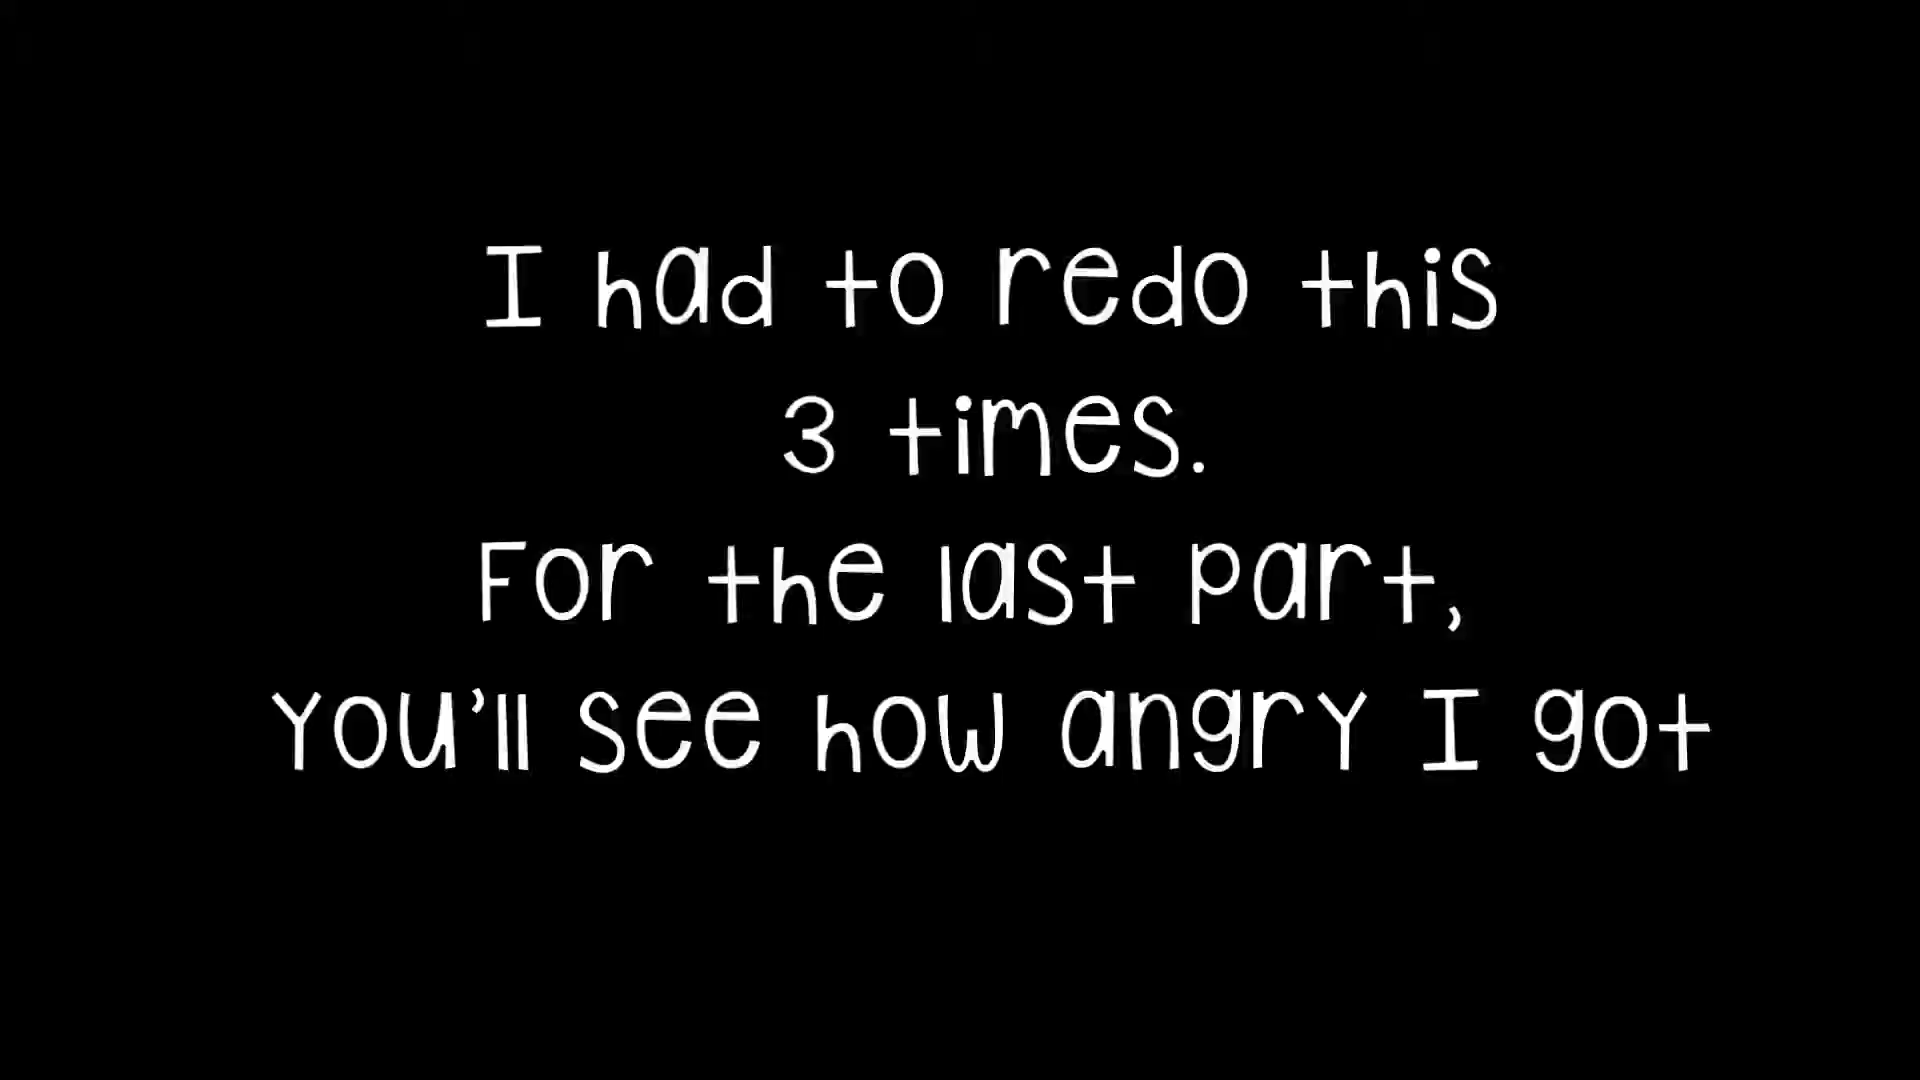 I had to redo this
3 times.
For the last part,
You'll see how angry I got